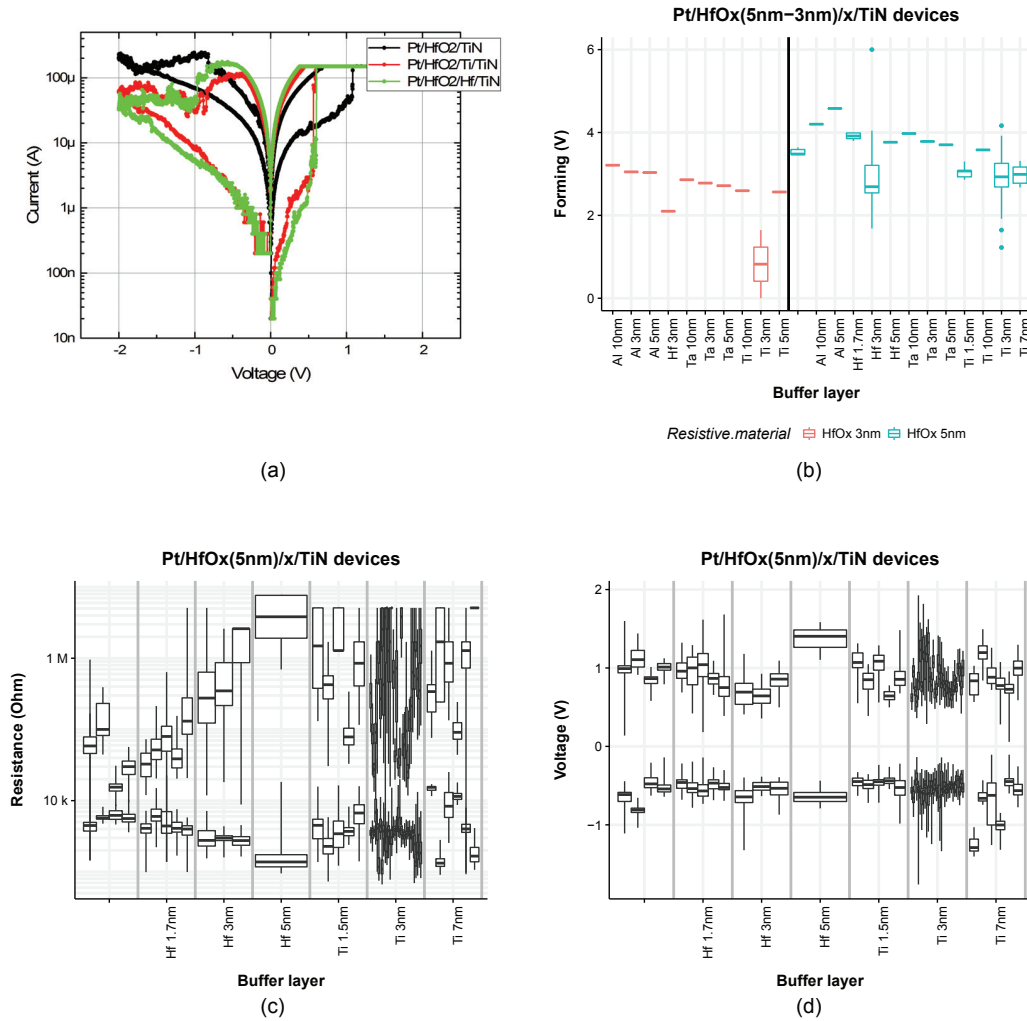 Pt/HfO2/TiN
Pt/HfO2/Ti/TiN
Pt/HfO2/Hf/TiN
100µ
10µ
1µ
100n
10n
Current (A)
-2
-1
0
1
2
Voltage (V)
(a)
Pt/HfOx(5nm−3nm)/x/TiN devices
6
4
2
0
Forming (V)
Al 10nm
Al 3nm
Al 5nm
Hf 3nm
Ta 10nm
Ta 3nm
Ta 5nm
Ti 10nm
Ti 3nm
Ti 5nm
Al 10nm
Al 5nm
Hf 1.7nm
Hf 3nm
Hf 5nm
Ta 10nm
Ta 3nm
Ta 5nm
Ti 1.5nm
Ti 10nm
Ti 3nm
Ti 7nm
Buffer layer
Resistive.material HfOx 3nm HfOx 5nm
(b)
Pt/HfOx(5nm)/x/TiN devices
1 M
10 k
Resistance (Ohm)
Hf 1.7nm
Hf 3nm
Hf 5nm
Ti 1.5nm
Ti 3nm
Ti 7nm
Buffer layer
(c)
Pt/HfOx(5nm)/x/TiN devices
2
1
0
−1
Voltage (V)
Hf 1.7nm
Hf 3nm
Hf 5nm
Ti 1.5nm
Ti 3nm
Ti 7nm
Buffer layer
(d)